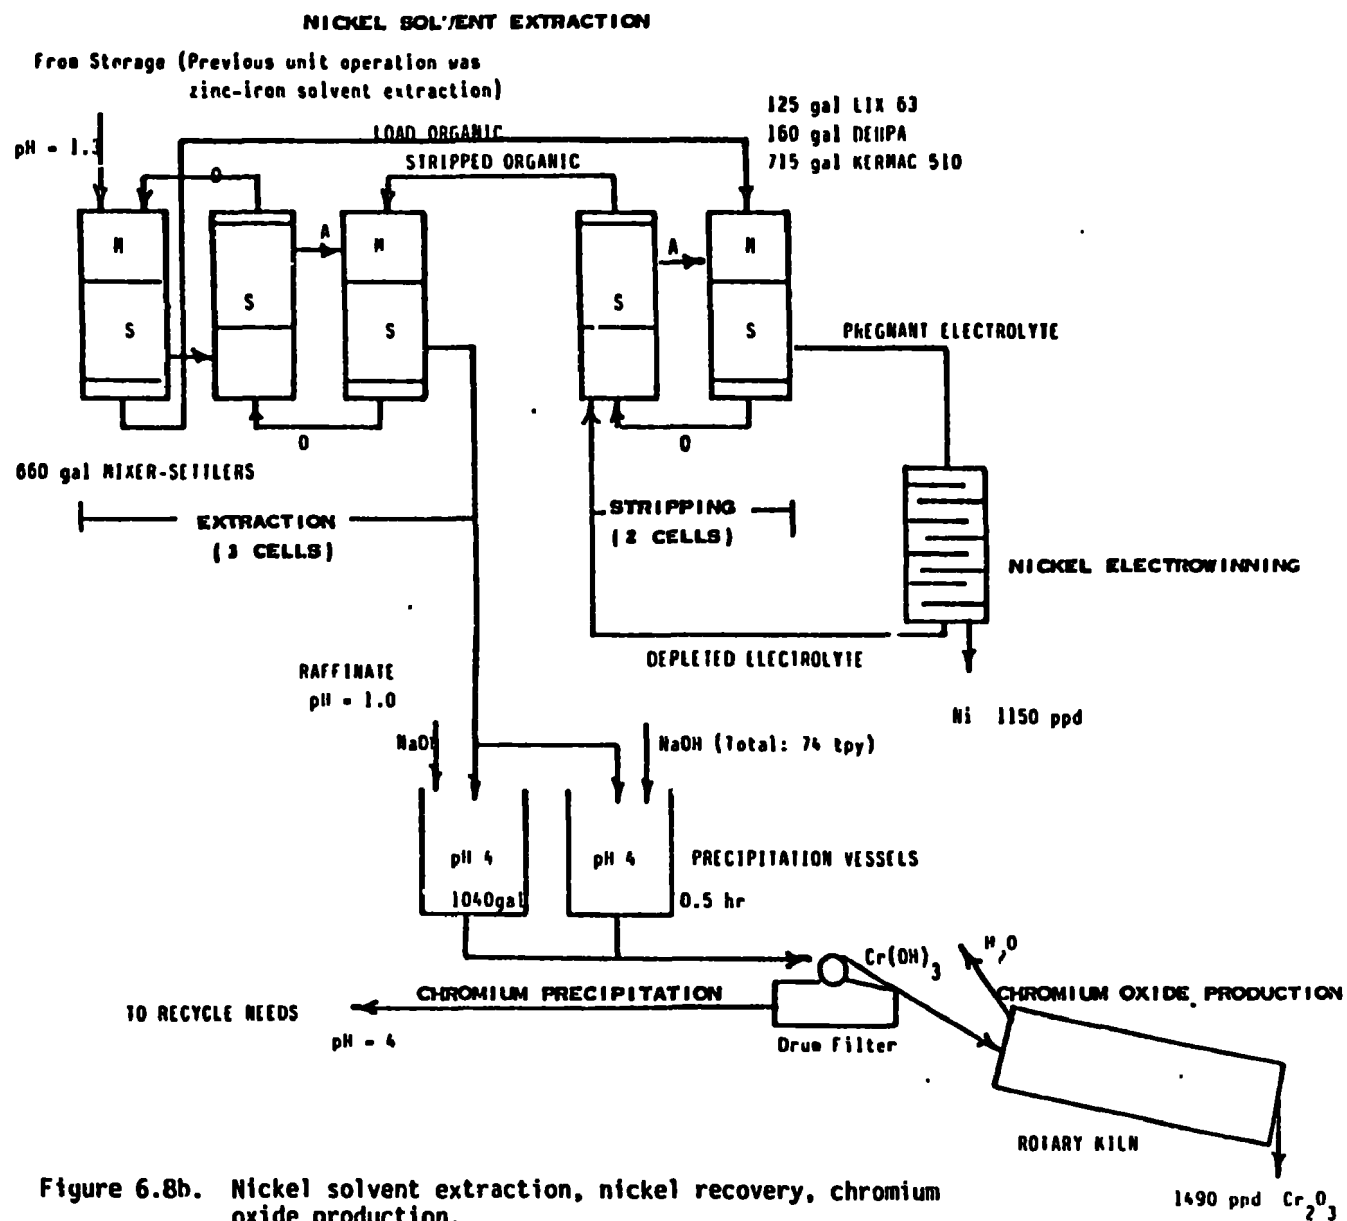 NICKEL SOLVENT EXTRACTION
From Storage (Previous unit operation was
zinc-iron solvent extraction)
125 gal LIX 63
160 gal DEHPA
715 gal KERMAC 510
pH = 1.3
LOAD ORGANIC
STRIPPED ORGANIC
O
M
S
S
A
M
S
S
A
M
S
PREGNANT ELECTROLYTE
O
O
660 gal MIXER-SETTLERS
EXTRACTION
(3 CELLS)
STRIPPING
(2 CELLS)
NICKEL ELECTROWINNING
DEPLETED ELECTROLYTE
RAFFINATE
pH = 1.0
Ni 1150 ppd
NaOH
NaOH (Total: 74 tpy)
pH 4
pH 4
PRECIPITATION VESSELS
1040gal
0.5 hr
Cr(OH)3
H2O
CHROMIUM PRECIPITATION
CHROMIUM OXIDE PRODUCTION
TO RECYCLE NEEDS
pH = 4
Drum Filter
ROTARY KILN
1490 ppd Cr2O3
Figure 6.8b. Nickel solvent extraction, nickel recovery, chromium
oxide production.